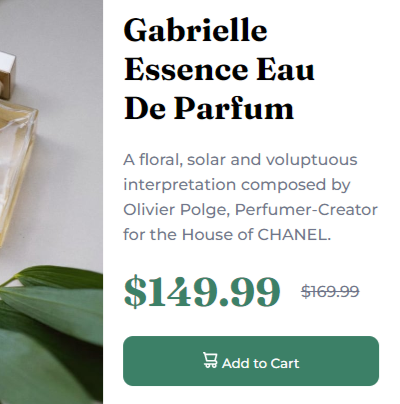 Gabrielle
Essence Eau
De Parfum
A floral, solar and voluptuous
interpretation composed by
Olivier Polge, Perfumer-Creator
for the House of CHANEL.
$149.99 $169.99
Add to Cart